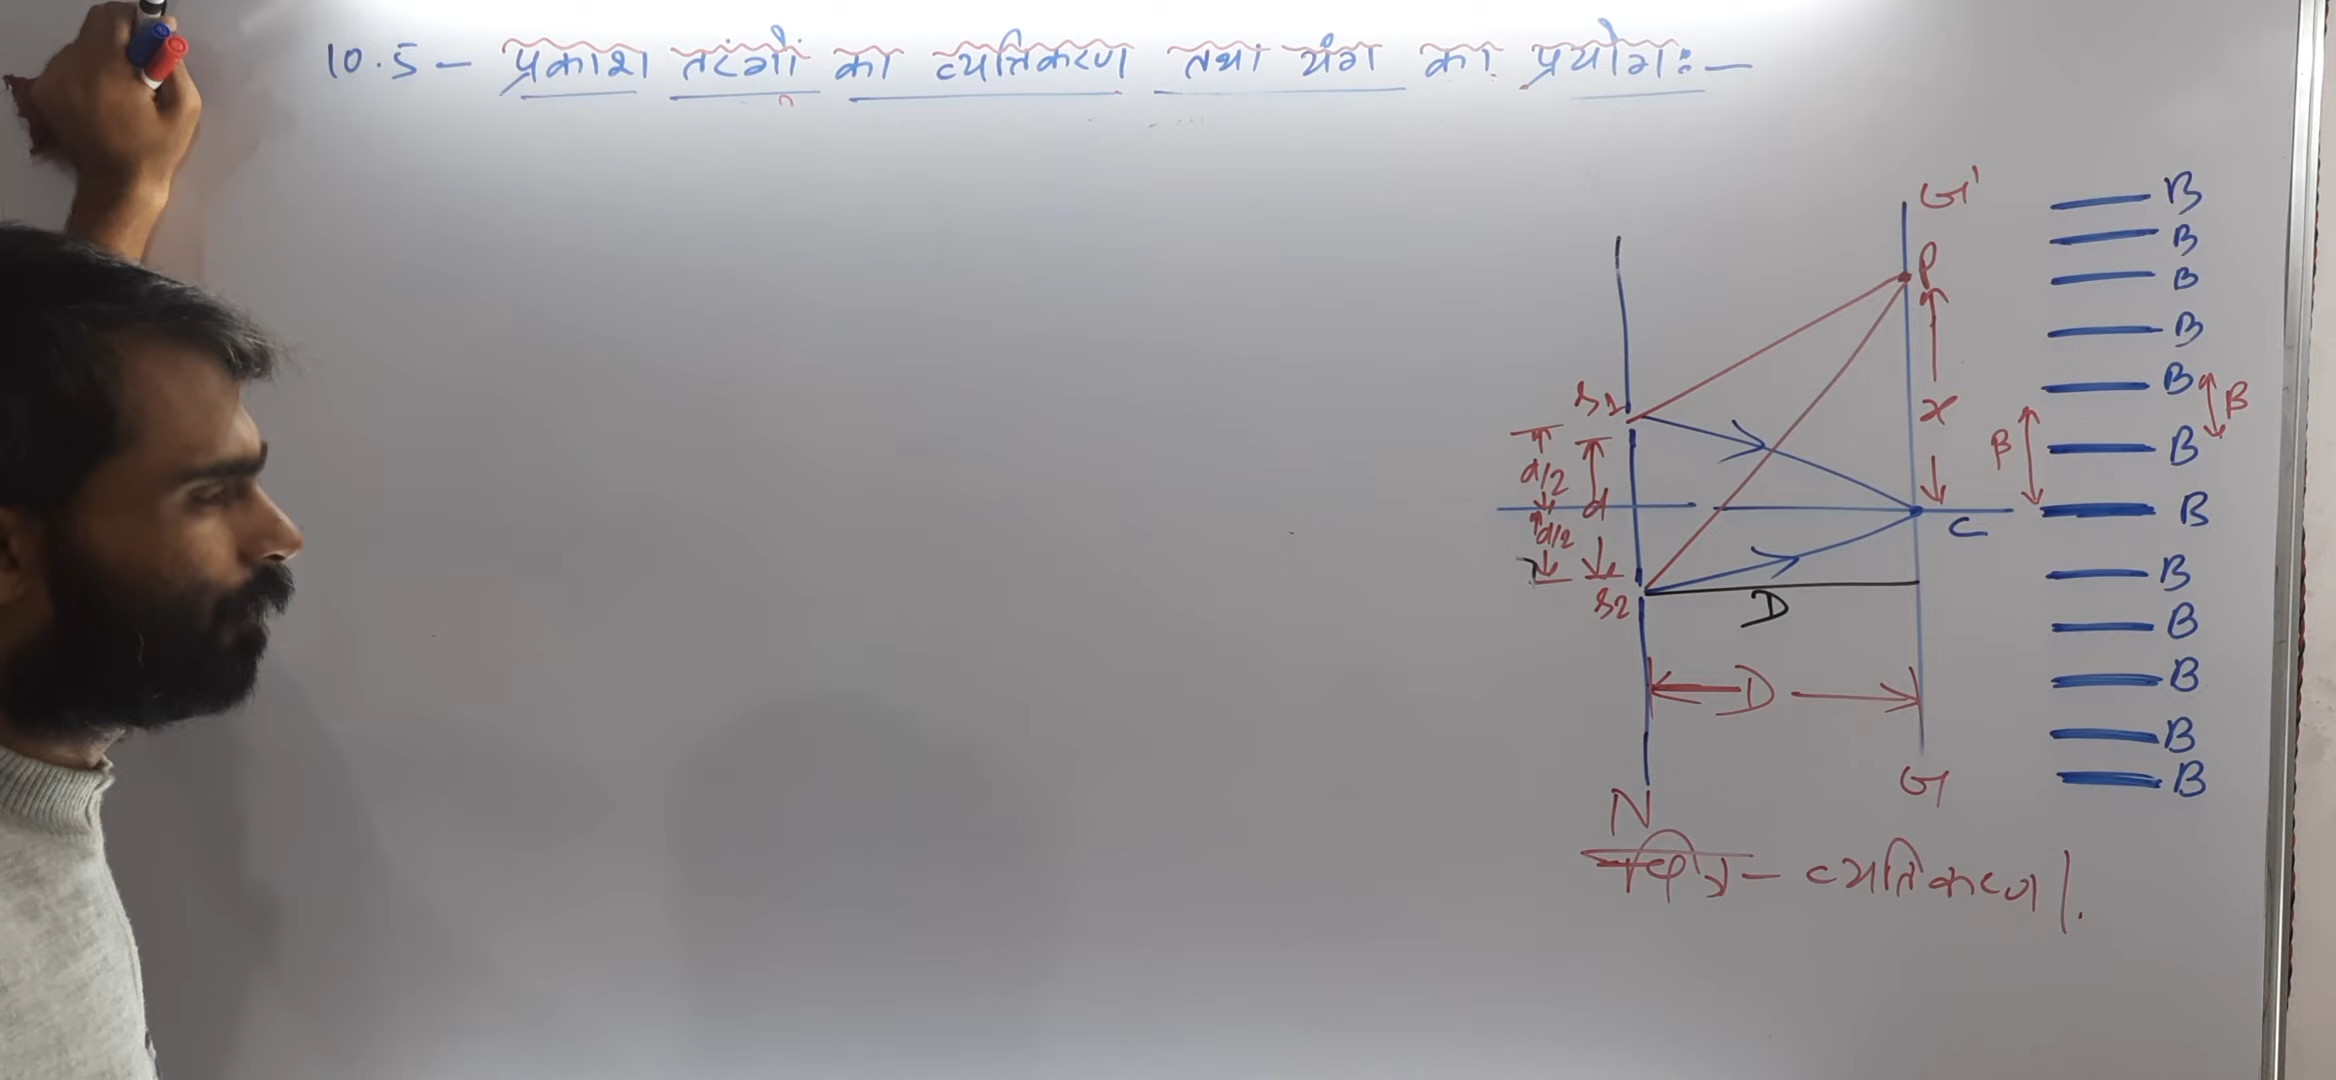 10.5 - प्रकाश तरंगों का व्यतिकरण तथा यंग का प्रयोग :-
G'
B
B
P
B
B
S1
x
B
β
β
B
d/2
d
B
C
d/2
B
S2
D
B
D
B
B
G
B
N
- व्यतिकरण।